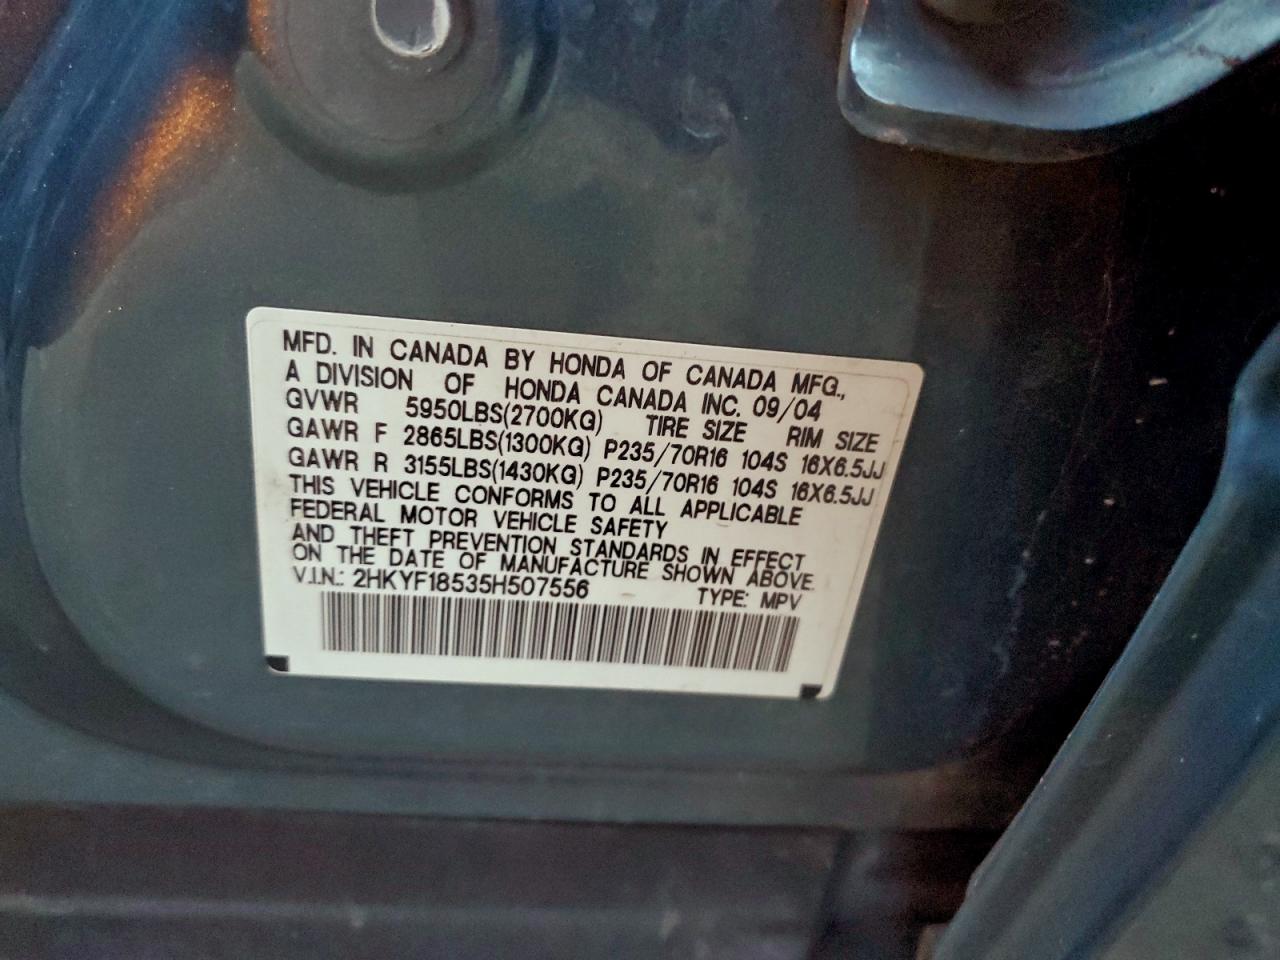 MFD. IN CANADA BY HONDA OF CANADA MFG.,
A DIVISION OF HONDA CANADA INC. 09/04
GVWR 5950LBS(2700KG) TIRE SIZE RIM SIZE
GAWR F 2865LBS(1300KG) P235/70R16 104S 16X6.5JJ
GAWR R 3155LBS(1430KG) P235/70R16 104S 16X6.5JJ
THIS VEHICLE CONFORMS TO ALL APPLICABLE
FEDERAL MOTOR VEHICLE SAFETY
AND THEFT PREVENTION STANDARDS IN EFFECT
ON THE DATE OF MANUFACTURE SHOWN ABOVE.
V.I.N.: 2HKYF18535H507556 TYPE: MPV